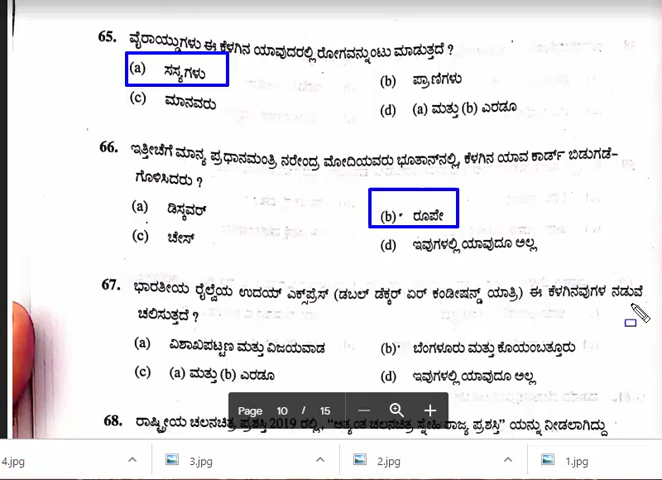 65. ವೈರಾಯ್ಡುಗಳು ಈ ಕೆಳಗಿನ ಯಾವುದರಲ್ಲಿ ರೋಗವನ್ನುಂಟು ಮಾಡುತ್ತದೆ ?
(a) ಸಸ್ಯಗಳು
(b) ಪ್ರಾಣಿಗಳು
(c) ಮಾನವರು
(d) (a) ಮತ್ತು (b) ಎರಡೂ
66. ಇತ್ತೀಚೆಗೆ ಮಾನ್ಯ ಪ್ರಧಾನಮಂತ್ರಿ ನರೇಂದ್ರ ಮೋದಿಯವರು ಭೂತಾನ್‌ನಲ್ಲಿ, ಕೆಳಗಿನ ಯಾವ ಕಾರ್ಡ್ ಬಿಡುಗಡೆ-
ಗೊಳಿಸಿದರು ?
(a) ಡಿಸ್ಕವರ್
(b) ರೂಪೇ
(c) ಚೇಸ್
(d) ಇವುಗಳಲ್ಲಿ ಯಾವುದೂ ಅಲ್ಲ
67. ಭಾರತೀಯ ರೈಲ್ವೆಯ ಉದಯ್ ಎಕ್ಸ್‌ಪ್ರೆಸ್ (ಡಬಲ್ ಡೆಕ್ಕರ್ ಏರ್ ಕಂಡೀಷನ್ಡ್ ಯಾತ್ರಿ) ಈ ಕೆಳಗಿನವುಗಳ ನಡುವೆ
ಚಲಿಸುತ್ತದೆ ?
(a) ವಿಶಾಖಪಟ್ಟಣ ಮತ್ತು ವಿಜಯವಾಡ
(b) ಬೆಂಗಳೂರು ಮತ್ತು ಕೊಯಂಬತ್ತೂರು
(c) (a) ಮತ್ತು (b) ಎರಡೂ
(d) ಇವುಗಳಲ್ಲಿ ಯಾವುದೂ ಅಲ್ಲ
Page 10 / 15
68. ರಾಷ್ಟ್ರೀಯ ಚಲನಚಿತ್ರ ಪ್ರಶಸ್ತಿ 2019 ರಲ್ಲಿ, "ಅತ್ಯಂತ ಚಲನಚಿತ್ರ ಸ್ನೇಹಿ ರಾಜ್ಯ ಪ್ರಶಸ್ತಿ" ಯನ್ನು ನೀಡಲಾಗಿದ್ದು
4.jpg 3.jpg 2.jpg 1.jpg